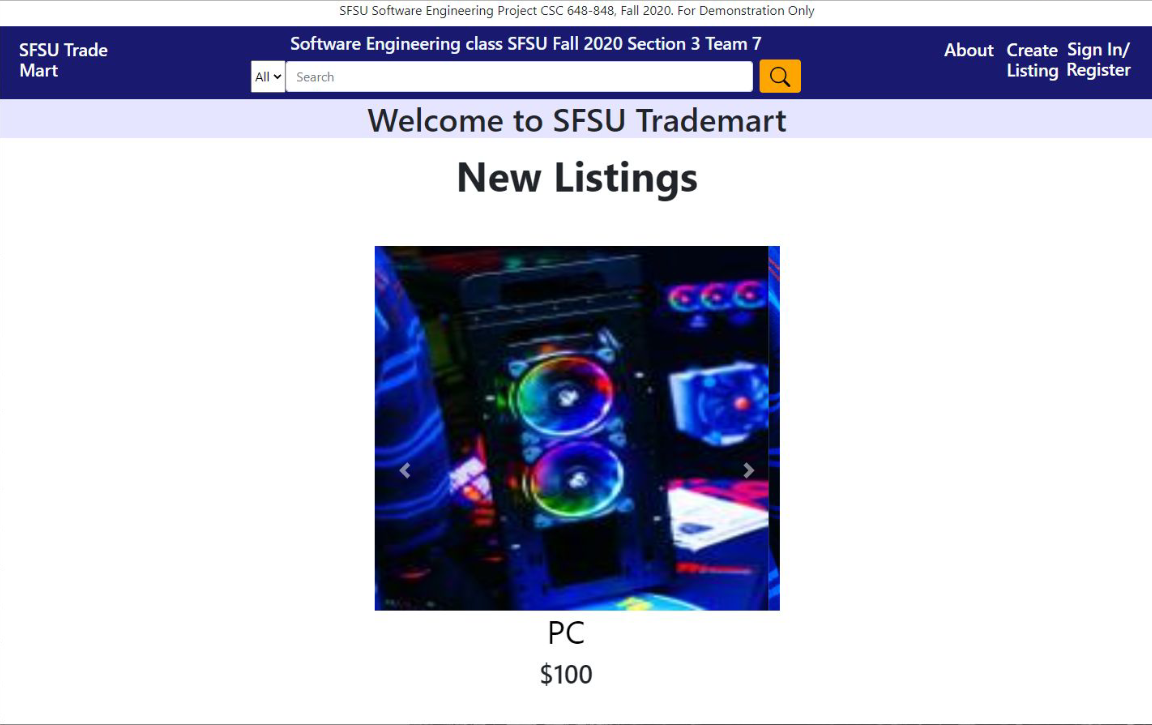 SFSU Software Engineering Project CSC 648-848, Fall 2020. For Demonstration Only
SFSU Trade
Mart
Software Engineering class SFSU Fall 2020 Section 3 Team 7
All
Search
About
Create
Listing
Sign In/
Register
Welcome to SFSU Trademart
New Listings
PC
$100